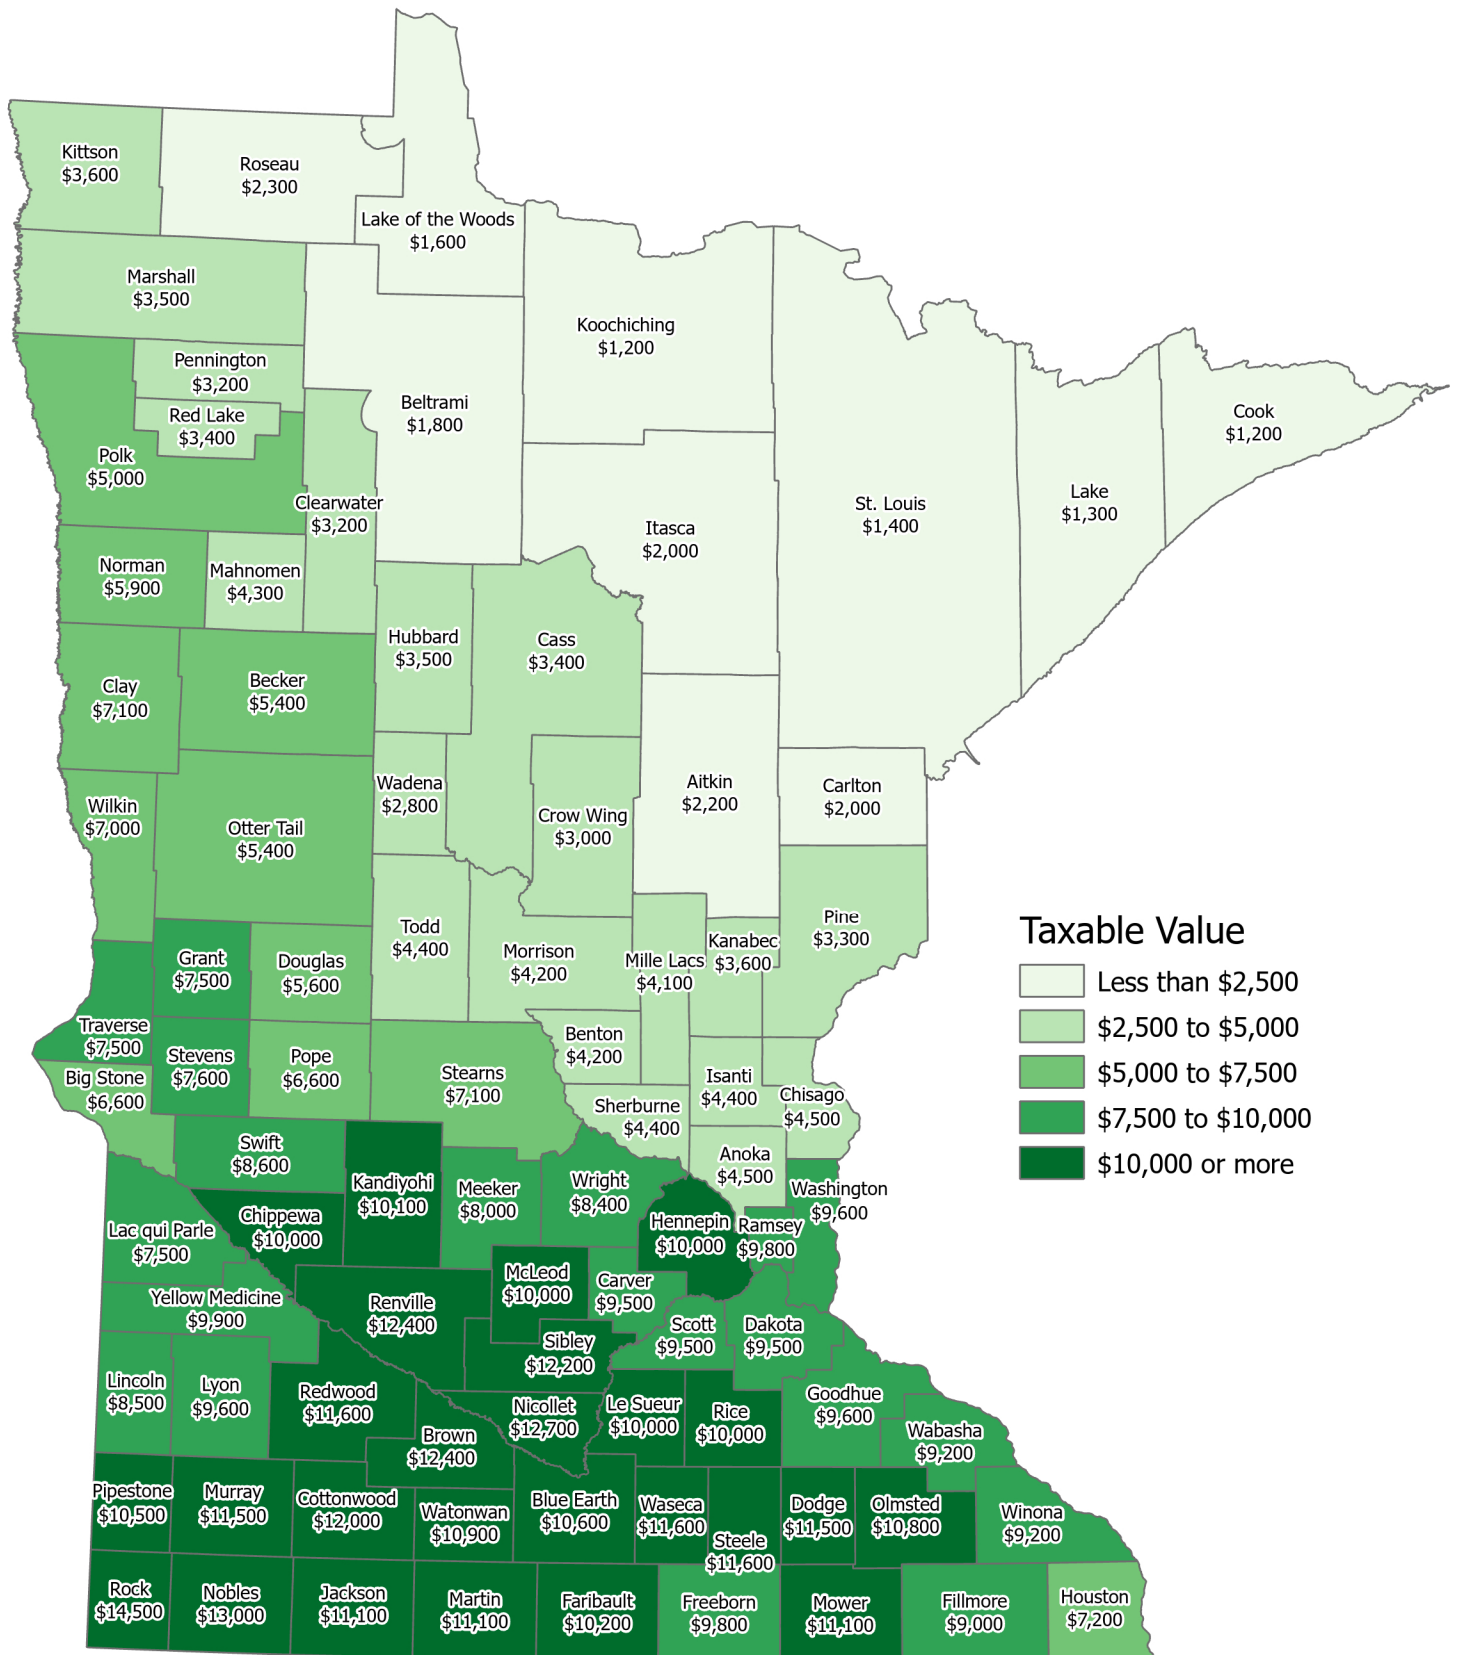 Kittson
$3,600
Roseau
$2,300
Lake of the Woods
$1,600
Marshall
$3,500
Koochiching
$1,200
Pennington
$3,200
Red Lake
$3,400
Beltrami
$1,800
Cook
$1,200
Polk
$5,000
Clearwater
$3,200
Lake
$1,300
St. Louis
$1,400
Itasca
$2,000
Norman
$5,900
Mahnomen
$4,300
Hubbard
$3,500
Cass
$3,400
Clay
$7,100
Becker
$5,400
Wadena
$2,800
Aitkin
$2,200
Carlton
$2,000
Wilkin
$7,000
Otter Tail
$5,400
Crow Wing
$3,000
Todd
$4,400
Pine
$3,300
Morrison
$4,200
Mille Lacs
$4,100
Kanabec
$3,600
Grant
$7,500
Douglas
$5,600
Traverse
$7,500
Stevens
$7,600
Pope
$6,600
Benton
$4,200
Big Stone
$6,600
Stearns
$7,100
Isanti
$4,400
Chisago
$4,500
Sherburne
$4,400
Swift
$8,600
Anoka
$4,500
Kandiyohi
$10,100
Meeker
$8,000
Wright
$8,400
Washington
$9,600
Chippewa
$10,000
Hennepin
$10,000
Ramsey
$9,800
Lac qui Parle
$7,500
McLeod
$10,000
Carver
$9,500
Yellow Medicine
$9,900
Renville
$12,400
Scott
$9,500
Dakota
$9,500
Sibley
$12,200
Lincoln
$8,500
Lyon
$9,600
Redwood
$11,600
Nicollet
$12,700
Le Sueur
$10,000
Rice
$10,000
Goodhue
$9,600
Brown
$12,400
Wabasha
$9,200
Pipestone
$10,500
Murray
$11,500
Cottonwood
$12,000
Watonwan
$10,900
Blue Earth
$10,600
Waseca
$11,600
Steele
$11,600
Dodge
$11,500
Olmsted
$10,800
Winona
$9,200
Rock
$14,500
Nobles
$13,000
Jackson
$11,100
Martin
$11,100
Faribault
$10,200
Freeborn
$9,800
Mower
$11,100
Fillmore
$9,000
Houston
$7,200
Taxable Value
Less than $2,500
$2,500 to $5,000
$5,000 to $7,500
$7,500 to $10,000
$10,000 or more